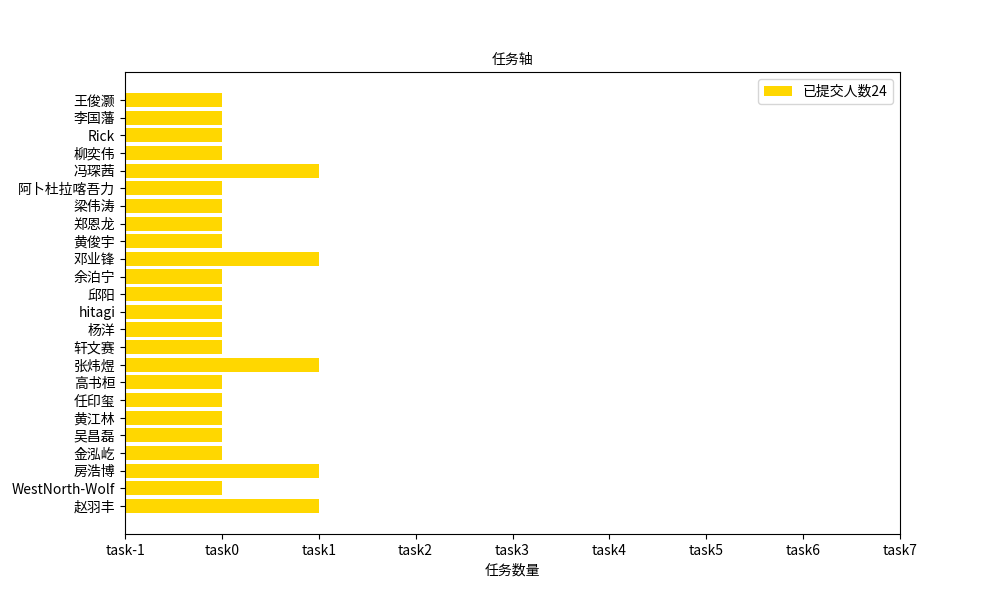 任务轴
已提交人数24
王俊灏
李国藩
Rick
柳奕伟
冯琛茜
阿卜杜拉喀吾力
梁伟涛
郑恩龙
黄俊宇
邓业锋
余泊宁
邱阳
hitagi
杨洋
轩文赛
张炜煜
高书桓
任印玺
黄江林
吴昌磊
金泓屹
房浩博
WestNorth-Wolf
赵羽丰
task-1 task0 task1 task2 task3 task4 task5 task6 task7
任务数量